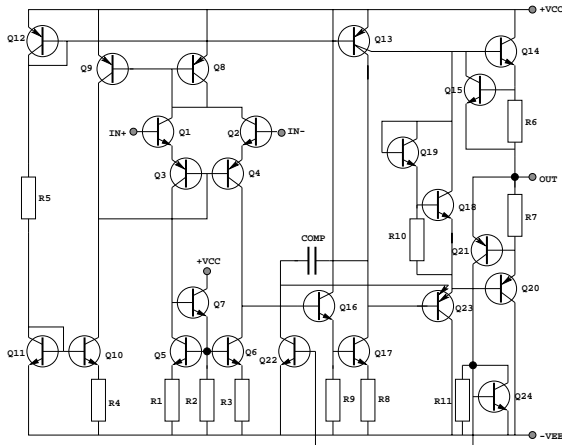 +VCC
Q12
Q13
Q14
Q9
Q8
Q15
R6
IN+
Q1
Q2
IN-
Q19
Q3
Q4
OUT
R5
Q18
R7
R10
COMP
Q21
+VCC
Q7
Q16
Q23
Q20
Q11
Q10
Q5
Q6
Q22
Q17
R4
R1
R2
R3
R9
R8
R11
Q24
-VEE